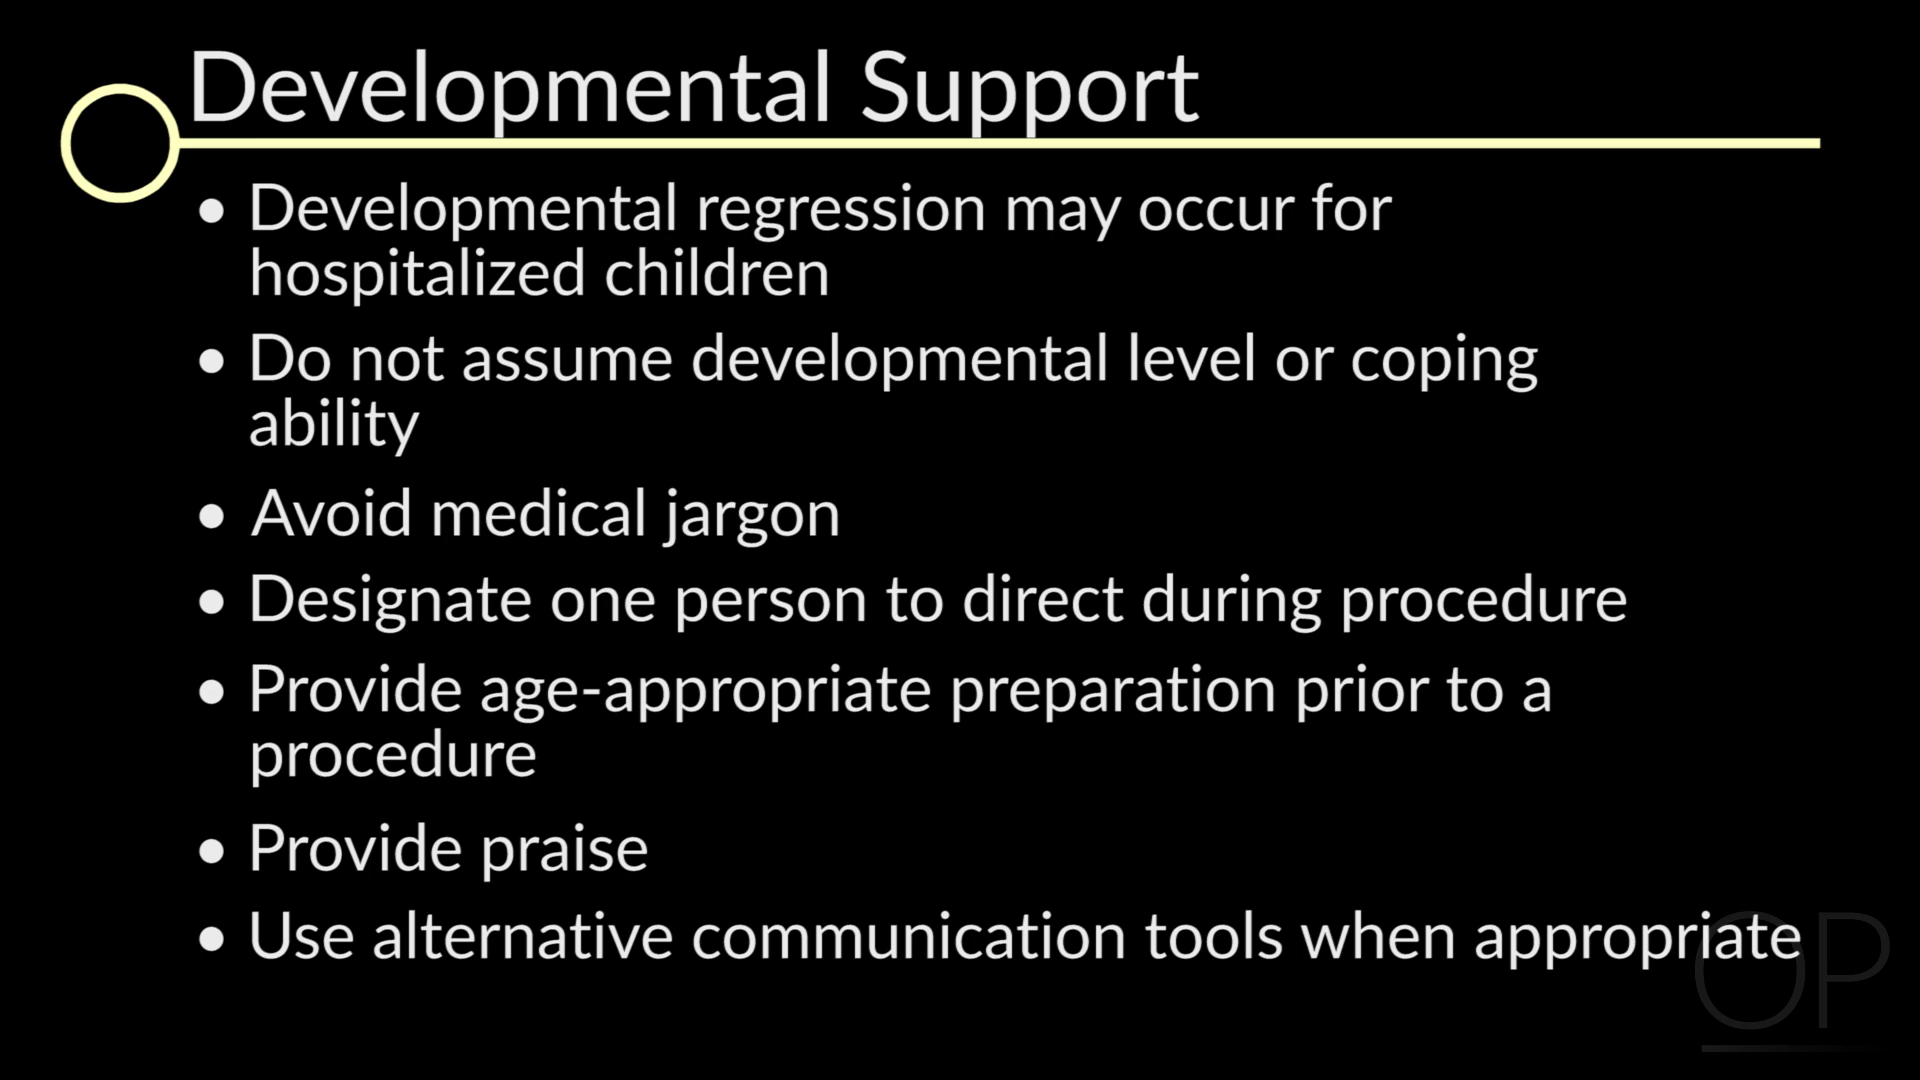 Developmental Support
• Developmental regression may occur for
hospitalized children
• Do not assume developmental level or coping
ability
• Avoid medical jargon
• Designate one person to direct during procedure
• Provide age-appropriate preparation prior to a
procedure
• Provide praise
• Use alternative communication tools when appropriate
OP